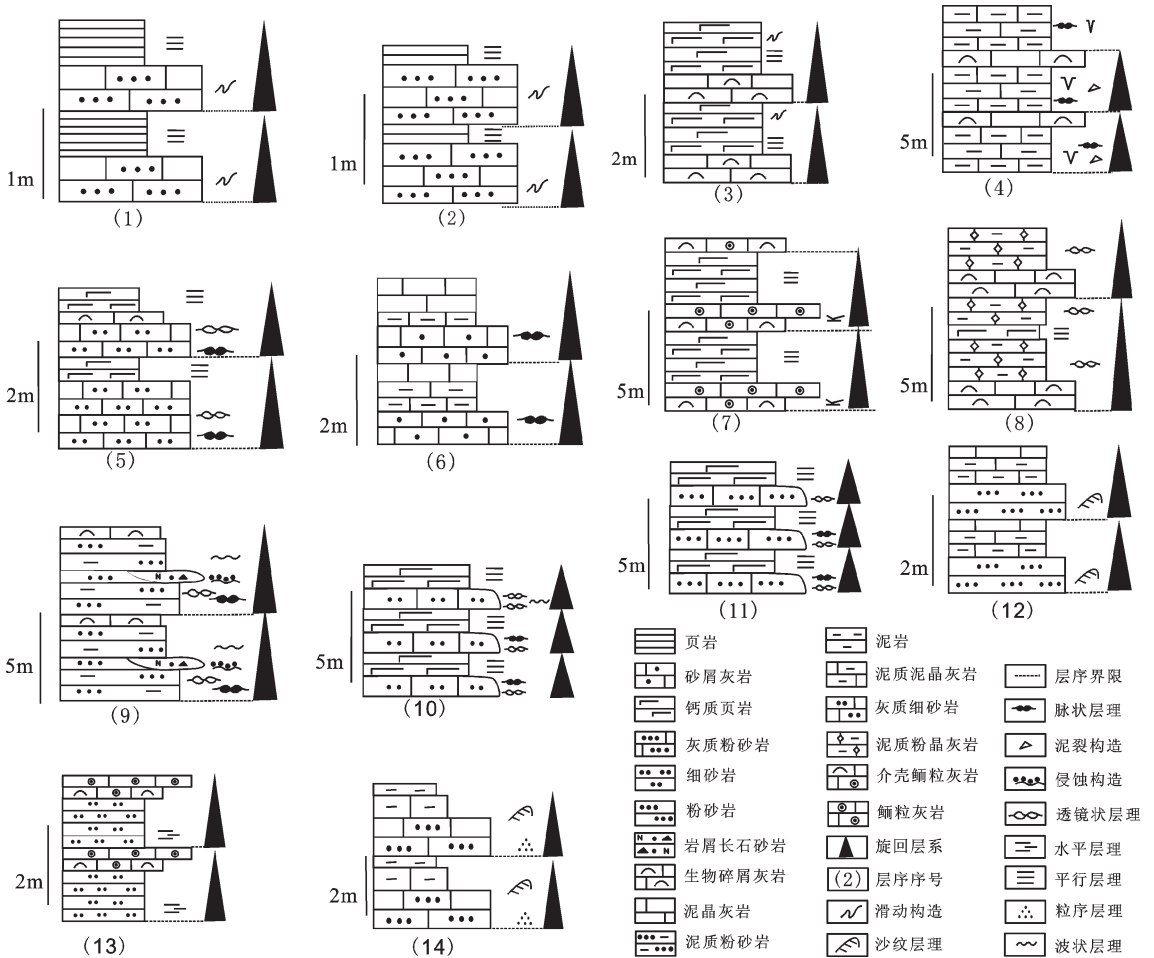 1m
(1)
1m
(2)
2m
(3)
5m
(4)
2m
(5)
2m
(6)
5m
(7)
5m
(8)
5m
(9)
5m
(10)
5m
(11)
2m
(12)
2m
(13)
2m
(14)
页岩
砂屑灰岩
钙质页岩
灰质粉砂岩
细砂岩
粉砂岩
岩屑长石砂岩
生物碎屑灰岩
泥晶灰岩
泥质粉砂岩
泥岩
泥质泥晶灰岩
灰质细砂岩
泥质粉晶灰岩
介壳鲕粒灰岩
鲕粒灰岩
旋回层系
(2) 层序序号
滑动构造
沙纹层理
层序界限
脉状层理
泥裂构造
侵蚀构造
透镜状层理
水平层理
平行层理
粒序层理
波状层理